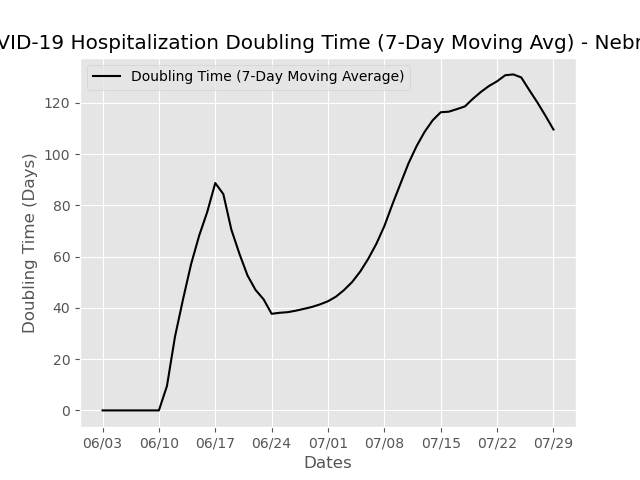 VID-19 Hospitalization Doubling Time (7-Day Moving Avg) - Nebr
Doubling Time (7-Day Moving Average)
Doubling Time (Days)
120
100
80
60
40
20
0
06/03 06/10 06/17 06/24 07/01 07/08 07/15 07/22 07/29
Dates